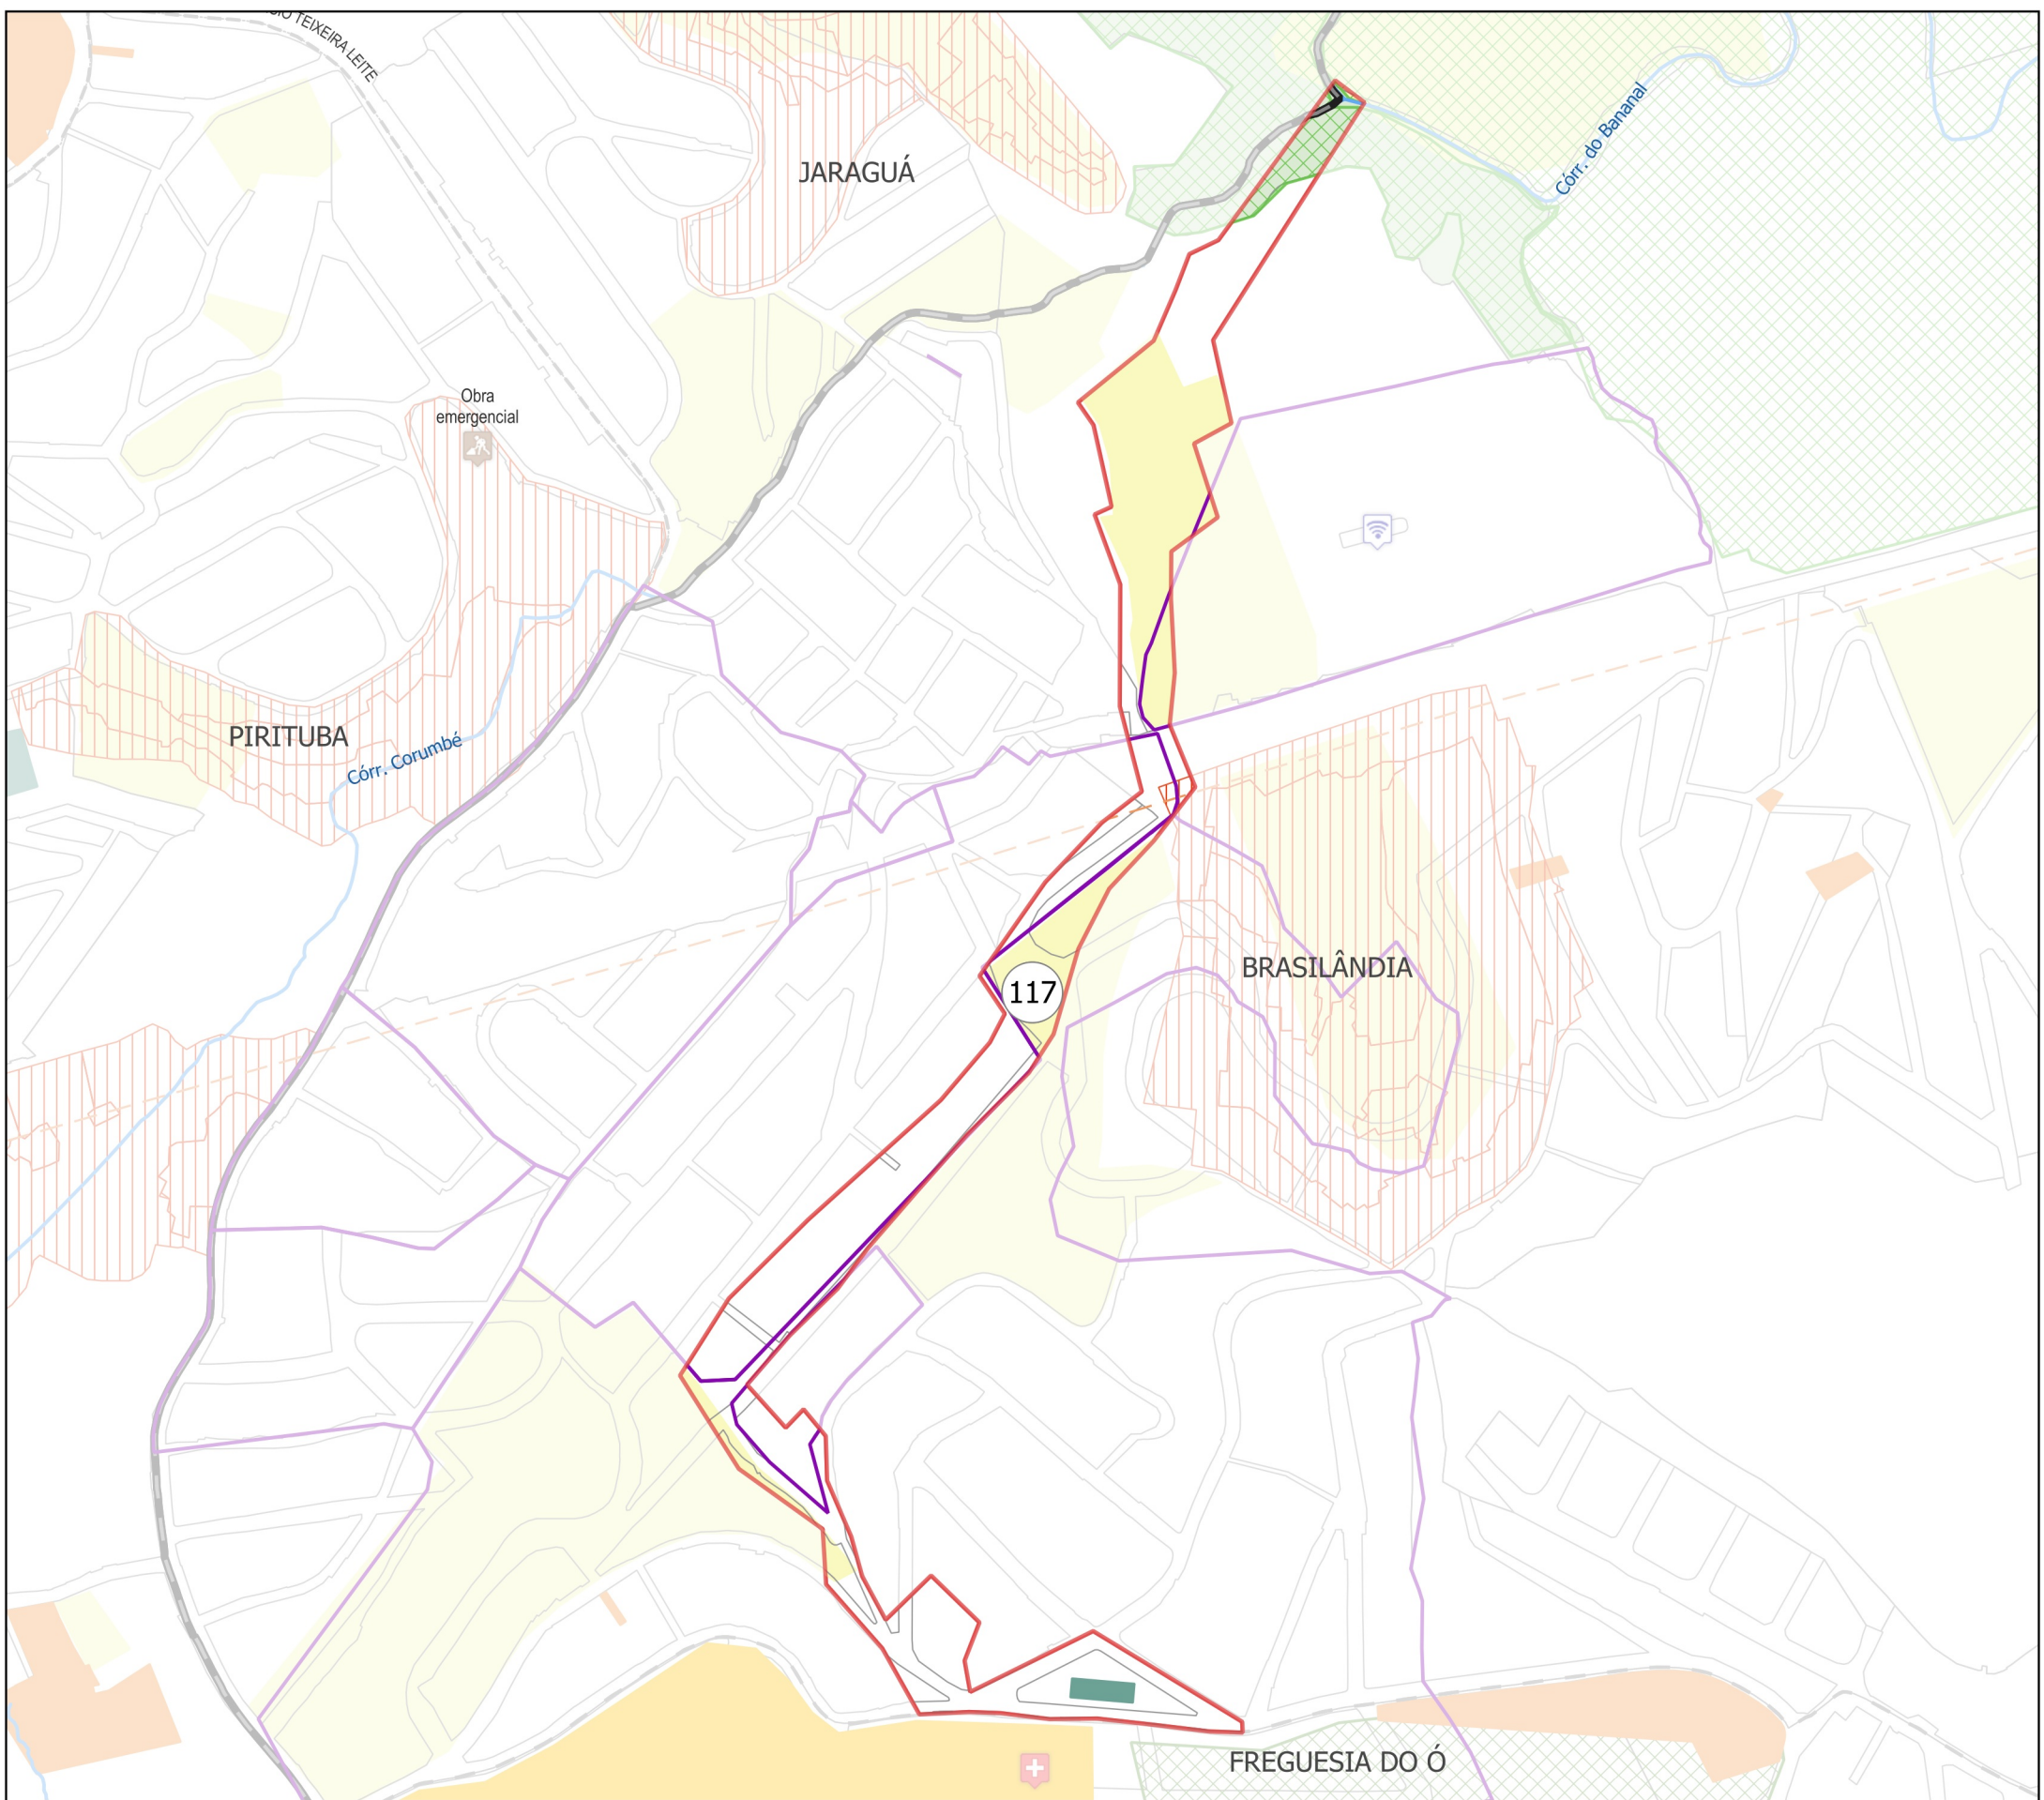 TEIXEIRA LEITE
Córr. do Bananal
JARAGUÁ
Obra
emergencial
PIRITUBA
Córr. Corumbé
BRASILÂNDIA
117
FREGUESIA DO Ó